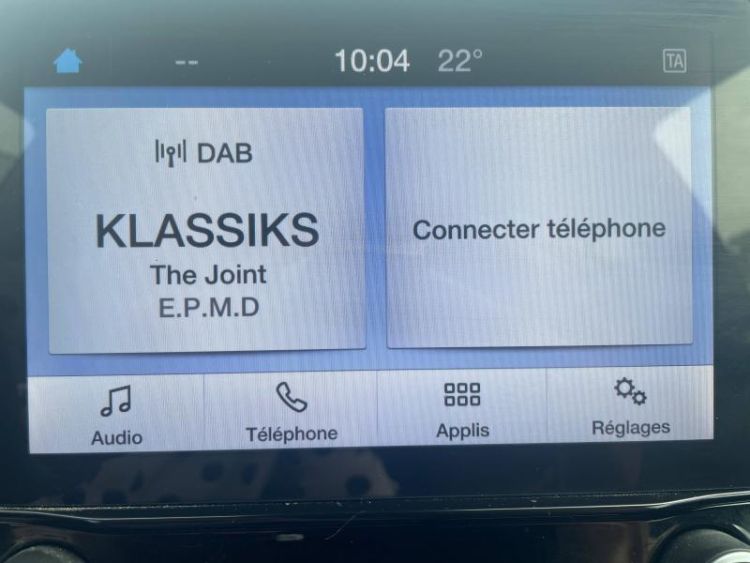 -- 10:04 22° TA
DAB
KLASSIKS
The Joint
E.P.M.D
Connecter téléphone
Audio Téléphone Applis Réglages